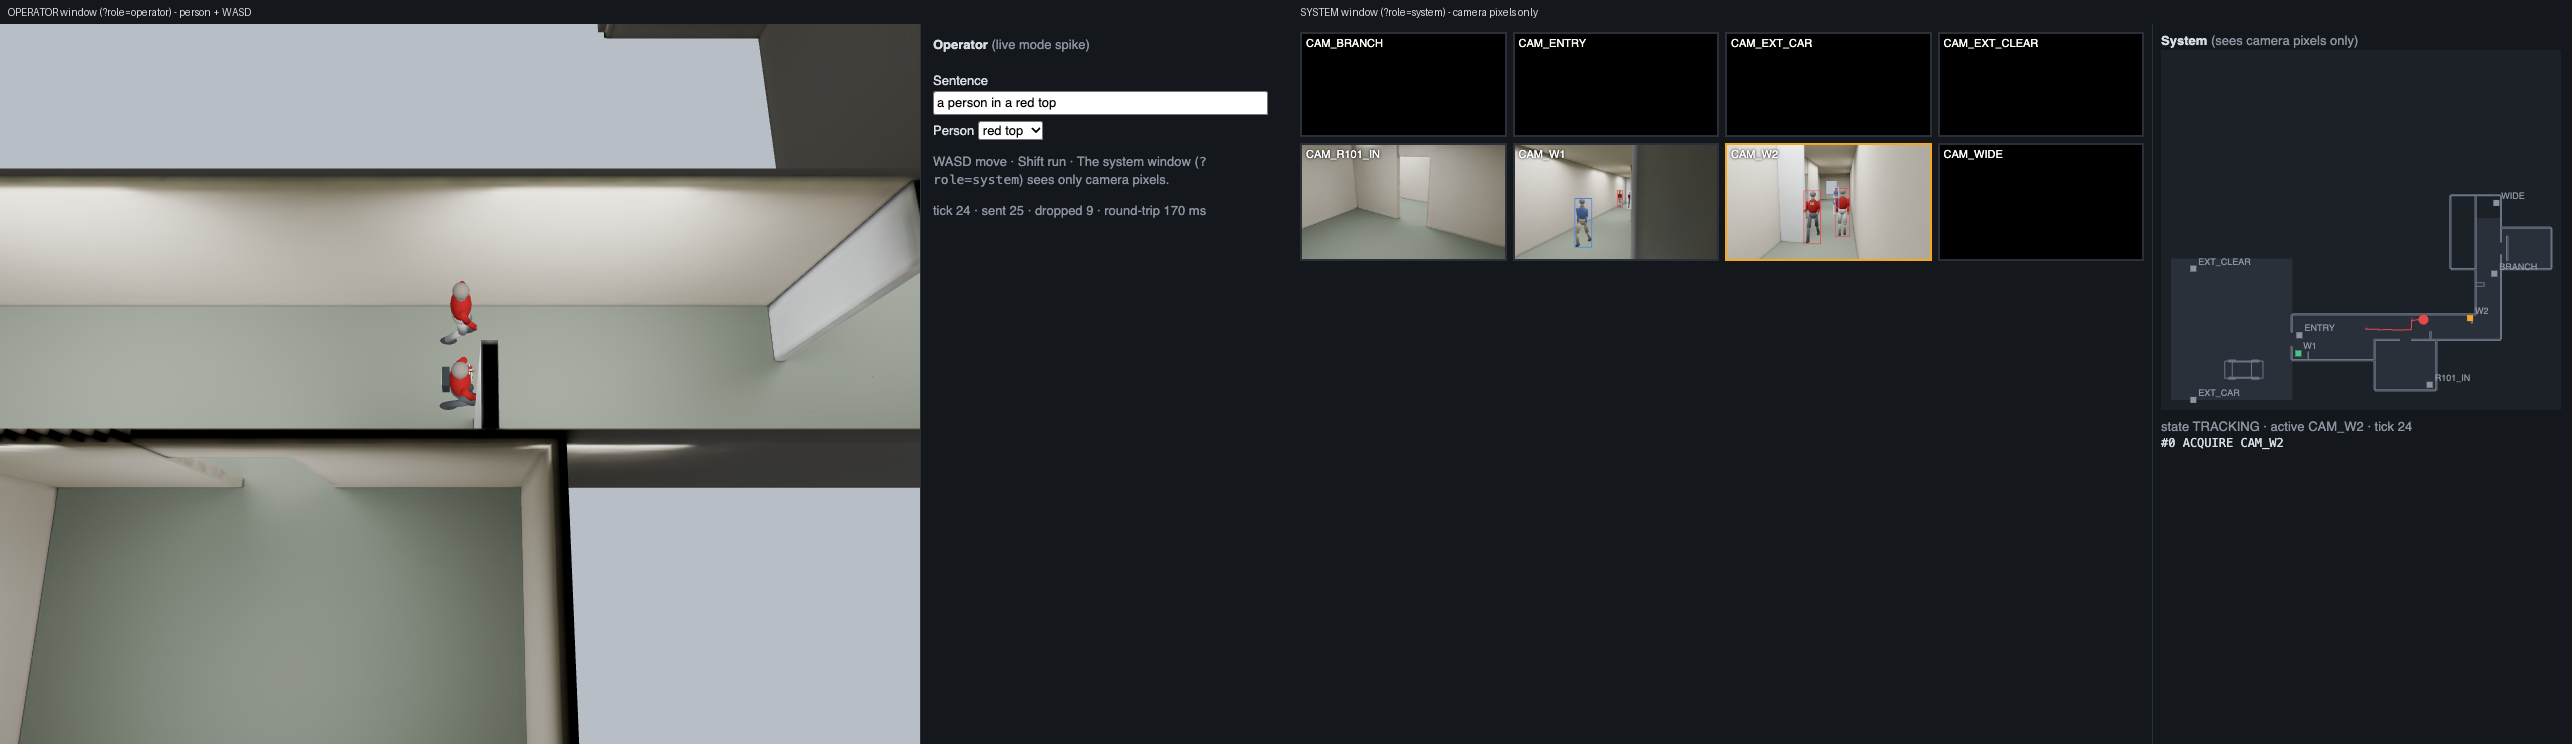 OPERATOR window (?role=operator) - person + WASD
Operator (live mode spike)
Sentence
a person in a red top
Person red top
WASD move · Shift run · The system window (?
role=system) sees only camera pixels.
tick 24 · sent 25 · dropped 9 · round-trip 170 ms
SYSTEM window (?role=system) - camera pixels only
CAM_BRANCH
CAM_ENTRY
CAM_EXT_CAR
CAM_EXT_CLEAR
CAM_R101_IN
CAM_W1
CAM_W2
CAM_WIDE
System (sees camera pixels only)
WIDE
EXT_CLEAR
BRANCH
W2
ENTRY
W1
R101_IN
EXT_CAR
state TRACKING · active CAM_W2 · tick 24
#0 ACQUIRE CAM_W2